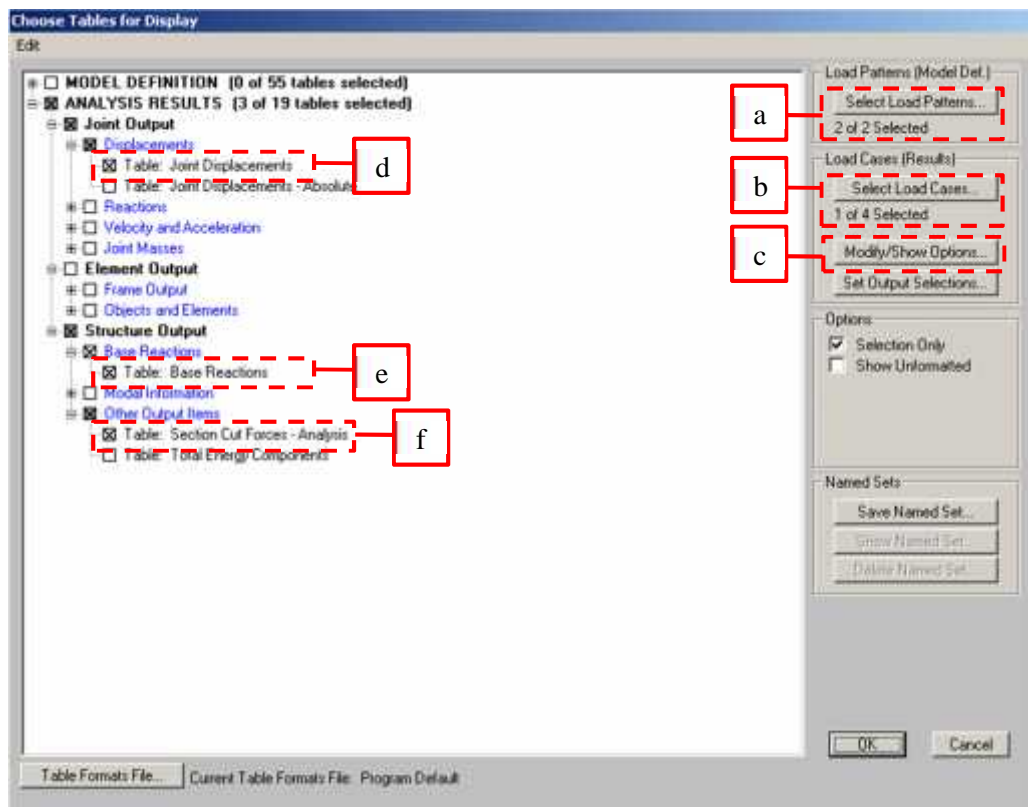 Choose Tables for Display
Edit
MODEL DEFINITION (0 of 55 tables selected)
ANALYSIS RESULTS (3 of 19 tables selected)
Joint Output
Displacements
Table: Joint Displacements
d
Table: Joint Displacements - Absolute
Reactions
Velocity and Acceleration
Joint Masses
Element Output
Frame Output
Objects and Elements
Structure Output
Base Reactions
Table: Base Reactions
e
Modal Information
Other Output Items
Table: Section Cut Forces - Analysis
f
Table: Total Energy Components
Load Patterns (Model Def.)
a
Select Load Patterns...
2 of 2 Selected
Load Cases (Results)
b
Select Load Cases...
1 of 4 Selected
c
Modify/Show Options...
Set Output Selections...
Options
Selection Only
Show Unformatted
Named Sets
Save Named Set...
Show Named Set...
Delete Named Set...
OK
Cancel
Table Formats File...
Current Table Formats File: Program Default